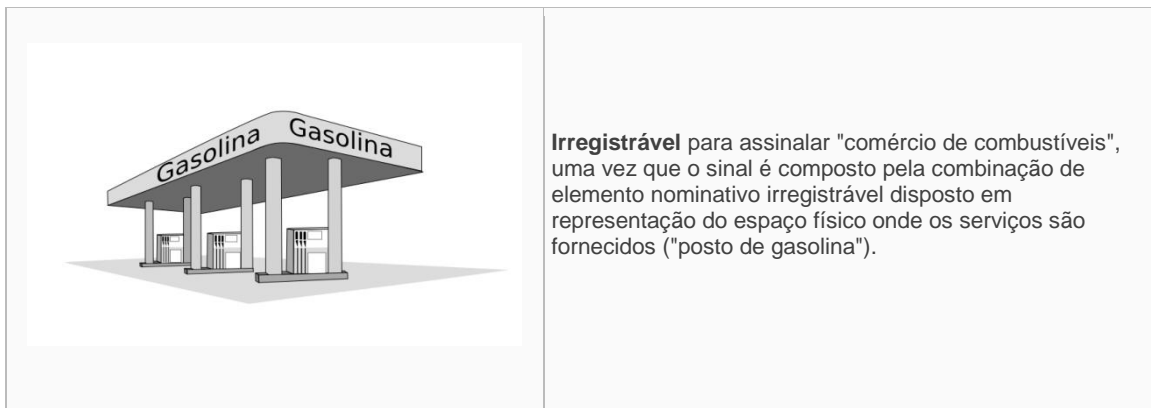 Gasolina
Gasolina
Irregistrável para assinalar "comércio de combustíveis",
uma vez que o sinal é composto pela combinação de
elemento nominativo irregistrável disposto em
representação do espaço físico onde os serviços são
fornecidos ("posto de gasolina").